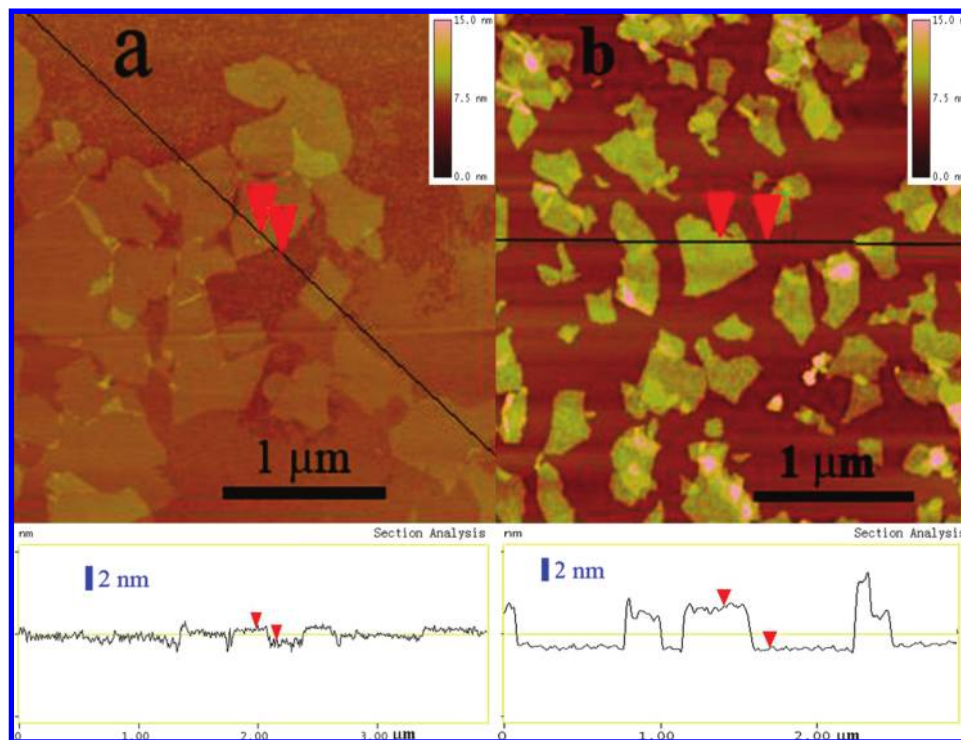 a
15.0 nm
7.5 nm
0.0 nm
1 μm
b
15.0 nm
7.5 nm
0.0 nm
1 μm
nm
Section Analysis
2 nm
0
1.00
2.00
3.00
μm
nm
Section Analysis
2 nm
0
1.00
2.00
μm